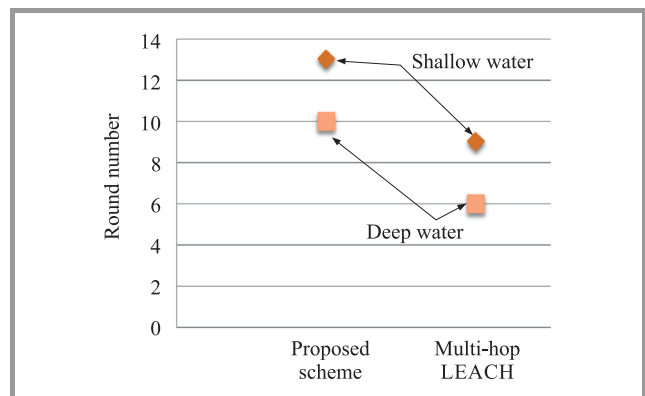 14
12
10
8
6
4
2
0
Round number
Shallow water
Deep water
Proposed
scheme
Multi-hop
LEACH